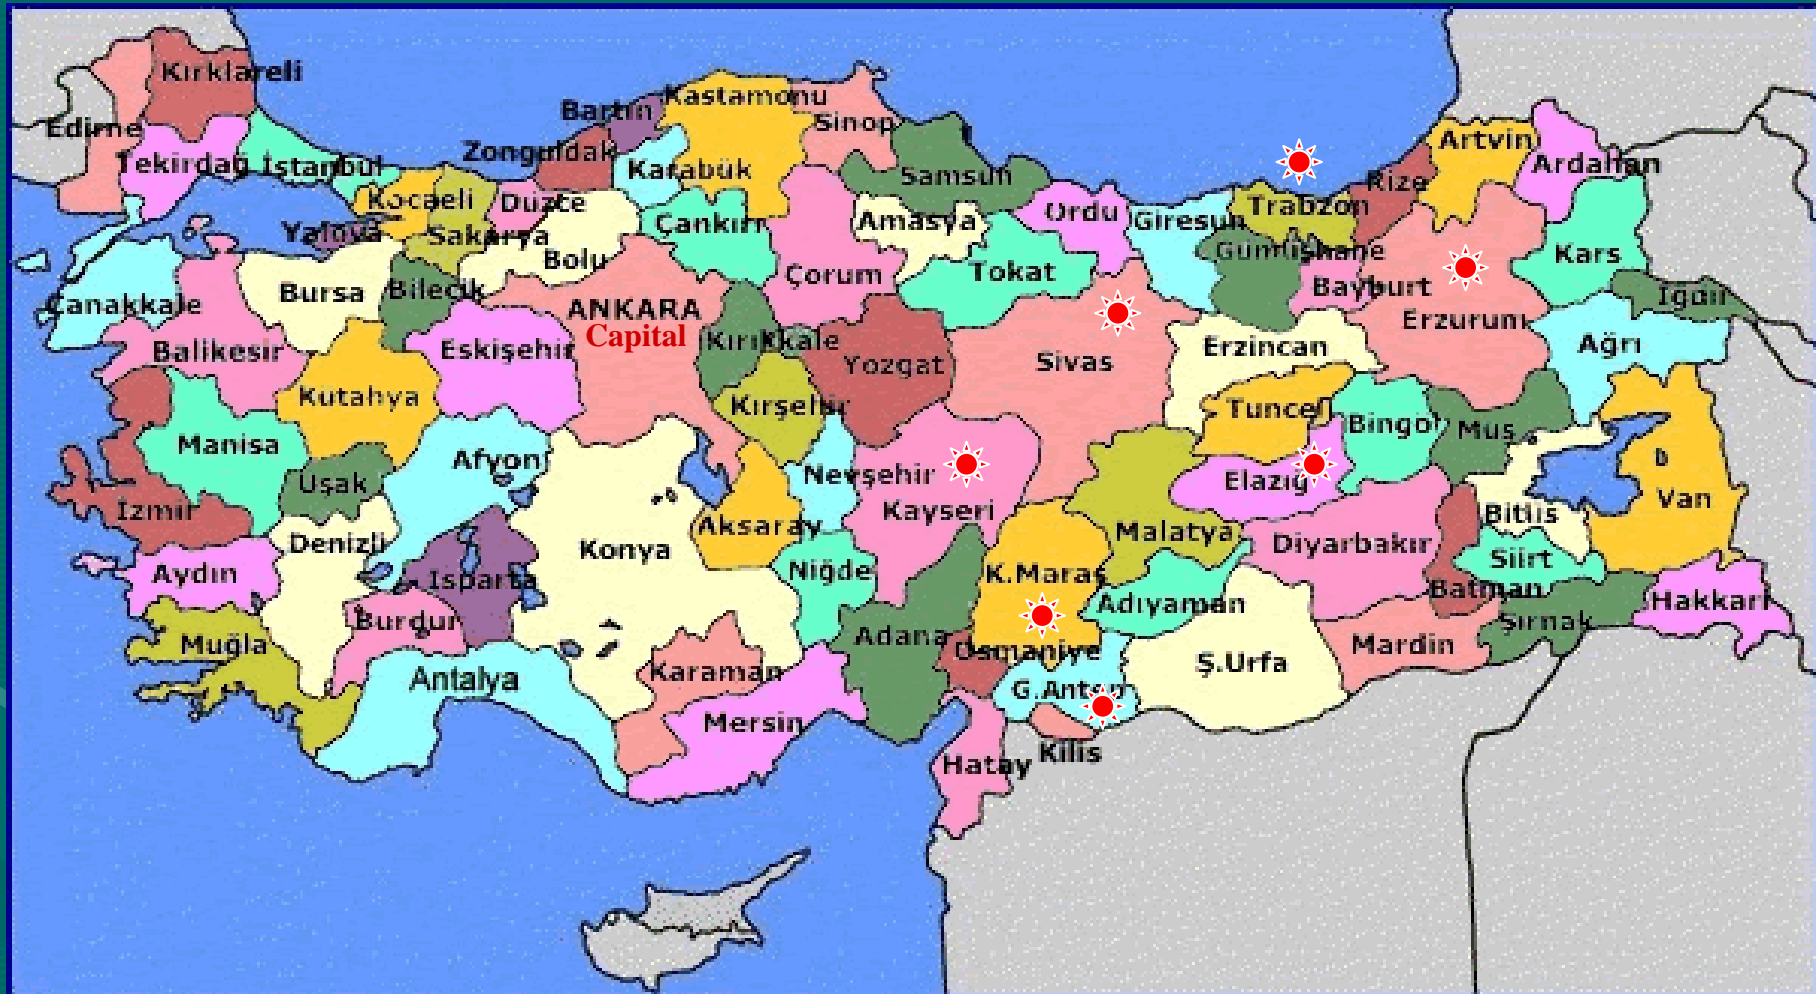 Kırklareli
Edirne
Tekirdağ
İstanbul
Kocaeli
Yalova
Sakarya
Düzce
Zonguldak
Bartın
Karabük
Kastamonu
Sinop
Samsun
Çankırı
Bolu
Amasya
Ordu
Giresun
Trabzon
Rize
Artvin
Ardahan
Gümüşhane
Bayburt
Kars
Iğdır
Çanakkale
Bursa
Bilecik
ANKARA
Capital
Çorum
Tokat
Erzurum
Balikesir
Eskişehir
Kırıkkale
Yozgat
Sivas
Erzincan
Ağrı
Kütahya
Kırşehir
Tuncel
Bingöl
Muş
Manisa
Uşak
Afyon
Nevşehir
Kayseri
Elazığ
Van
İzmir
Denizli
Konya
Aksaray
Malatya
Diyarbakır
Bitlis
Siirt
Aydın
Isparta
Niğde
K.Maraş
Adıyaman
Batman
Şırnak
Hakkari
Muğla
Burdur
Adana
Osmaniye
Ş.Urfa
Mardin
Antalya
Karaman
G.Antep
Mersin
Hatay
Kilis